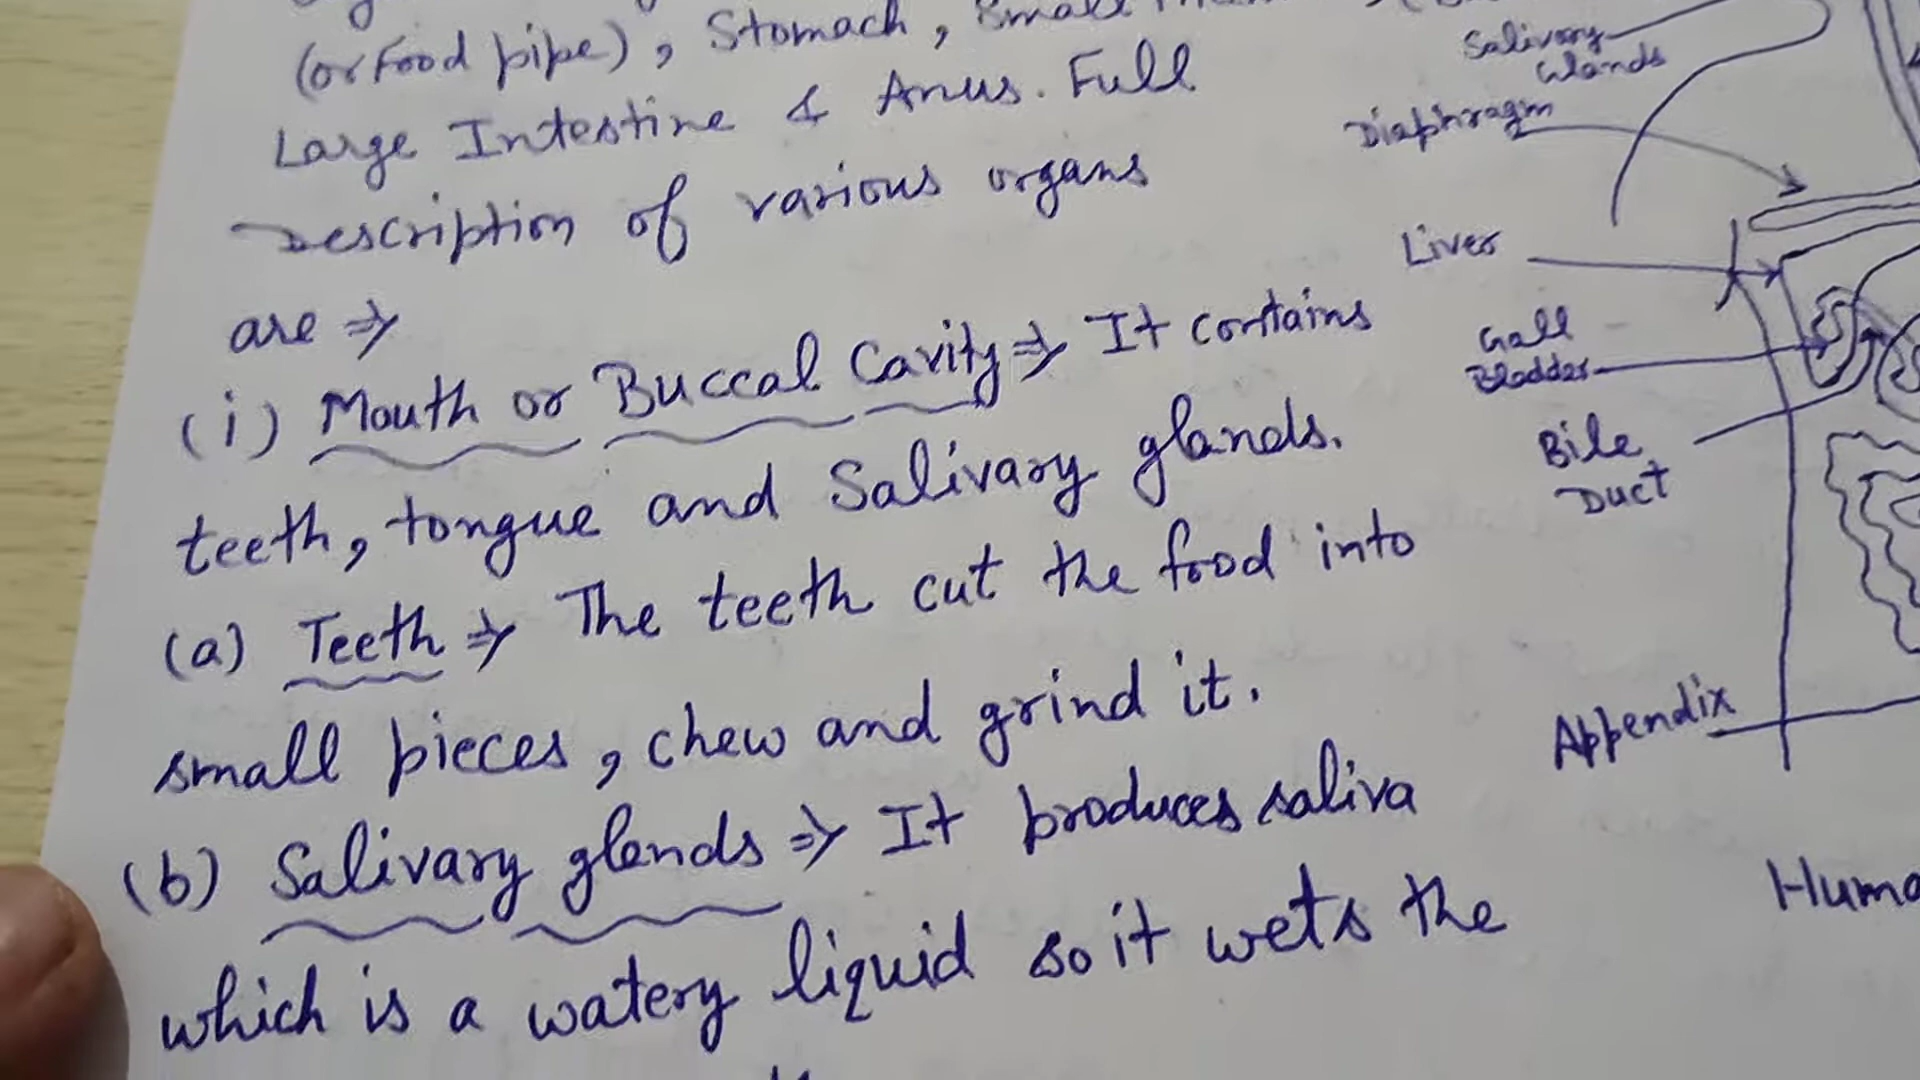 (or Food pipe), Stomach, Small
Large Intestine & Anus. Full
Description of various organs
are ⇒
(i) Mouth or Buccal Cavity ⇒ It contains
teeth, tongue and Salivary glands.
(a) Teeth ⇒ The teeth cut the food into
small pieces, chew and grind it.
(b) Salivary glands ⇒ It produces saliva
which is a watery liquid so it wets the
Salivary
Glands
Diaphragm
Liver
Gall
Bladder
Bile
Duct
Appendix